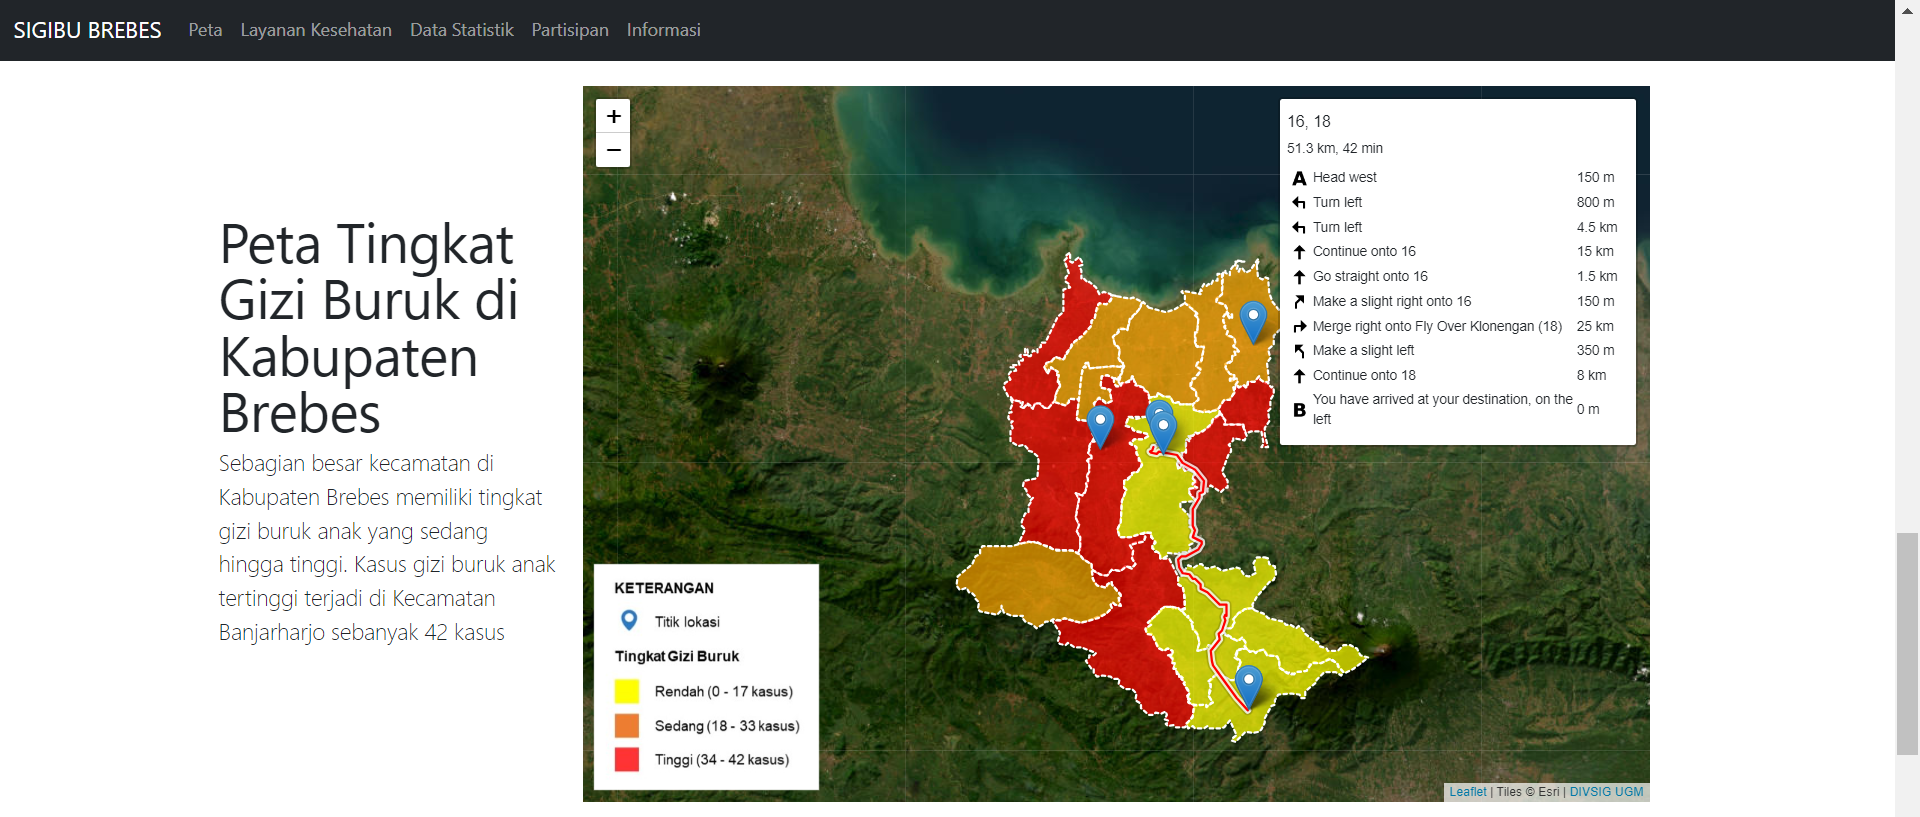 SIGIBU BREBES Peta Layanan Kesehatan Data Statistik Partisipan Informasi
Peta Tingkat
Gizi Buruk di
Kabupaten
Brebes
Sebagian besar kecamatan di
Kabupaten Brebes memiliki tingkat
gizi buruk anak yang sedang
hingga tinggi. Kasus gizi buruk anak
tertinggi terjadi di Kecamatan
Banjarharjo sebanyak 42 kasus
+
−
16, 18
51.3 km, 42 min
A Head west 150 m
Turn left 800 m
Turn left 4.5 km
Continue onto 16 15 km
Go straight onto 16 1.5 km
Make a slight right onto 16 150 m
Merge right onto Fly Over Klonengan (18) 25 km
Make a slight left 350 m
Continue onto 18 8 km
B You have arrived at your destination, on the
left 0 m
KETERANGAN
Titik lokasi
Tingkat Gizi Buruk
Rendah (0 - 17 kasus)
Sedang (18 - 33 kasus)
Tinggi (34 - 42 kasus)
Leaflet | Tiles © Esri | DIVSIG UGM